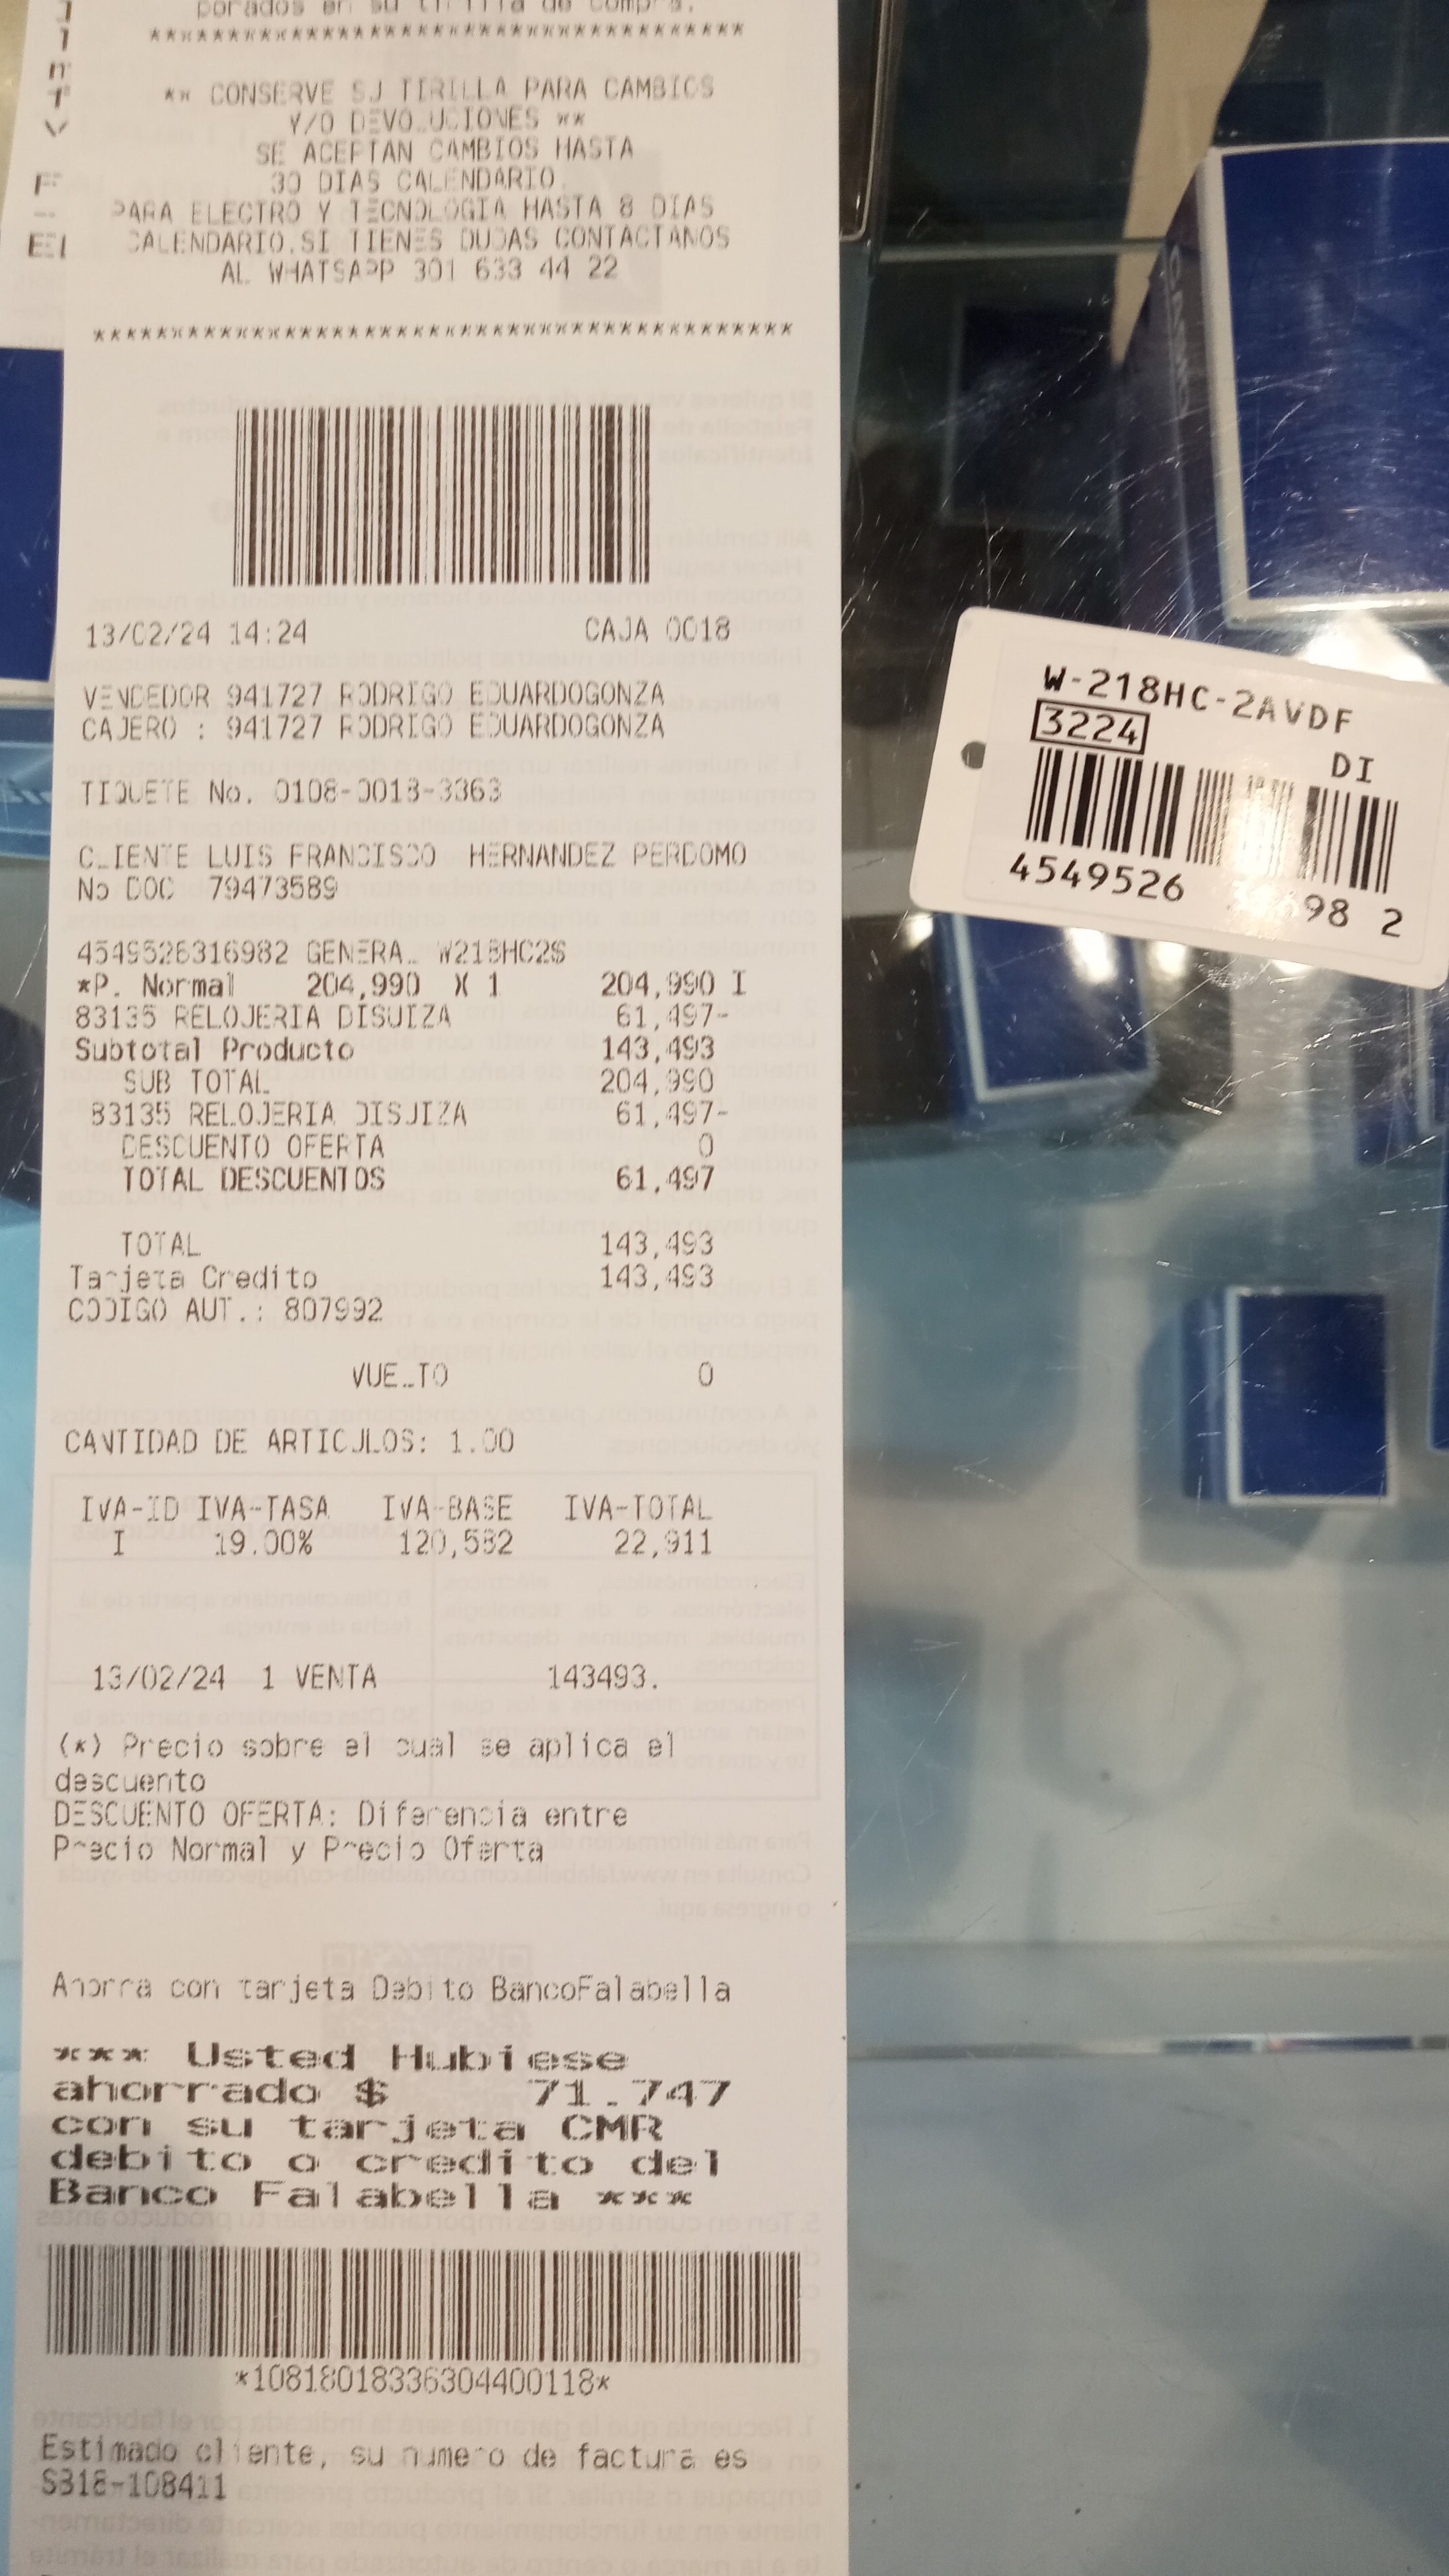 porados en su tirilla de compra.
**************************************
** CONSERVE SU TIRILLA PARA CAMBIOS
Y/O DEVOLUCIONES **
SE ACEPTAN CAMBIOS HASTA
30 DIAS CALENDARIO.
PARA ELECTRO Y TECNOLOGIA HASTA 8 DIAS
CALENDARIO.SI TIENES DUDAS CONTACTANOS
AL WHATSAPP 301 633 44 22
*********************************************
13/02/24 14:24 CAJA 0018
VENDEDOR 941727 RODRIGO EDUARDOGONZA
CAJERO : 941727 RODRIGO EDUARDOGONZA
TIQUETE No. 0108-0018-3363
CLIENTE LUIS FRANCISCO HERNANDEZ PERDOMO
No DOC 79473589
4549526316982 GENERAL W218HC2S
*P. Normal 204,990 X 1 204,990 I
83135 RELOJERIA DISUIZA 61,497-
Subtotal Producto 143,493
SUB TOTAL 204,990
83135 RELOJERIA DISUIZA 61,497-
DESCUENTO OFERTA 0
TOTAL DESCUENTOS 61,497
TOTAL 143,493
Tarjeta Credito 143,493
CODIGO AUT.: 807992
VUELTO 0
CANTIDAD DE ARTICULOS: 1.00
IVA-ID IVA-TASA IVA-BASE IVA-TOTAL
I 19.00% 120,582 22,911
13/02/24 1 VENTA 143493.
(*) Precio sobre el cual se aplica el
descuento
DESCUENTO OFERTA: Diferencia entre
Precio Normal y Precio Oferta
Ahorra con tarjeta Debito BancoFalabella
*** Usted Hubiese
ahorrado $ 71.747
con su tarjeta CMR
debito o credito del
Banco Falabella ***
*10818018336304400118*
Estimado cliente, su numero de factura es
SB18-108411
W-218HC-2AVDF
3224
DI
4549526 98 2
CASIO